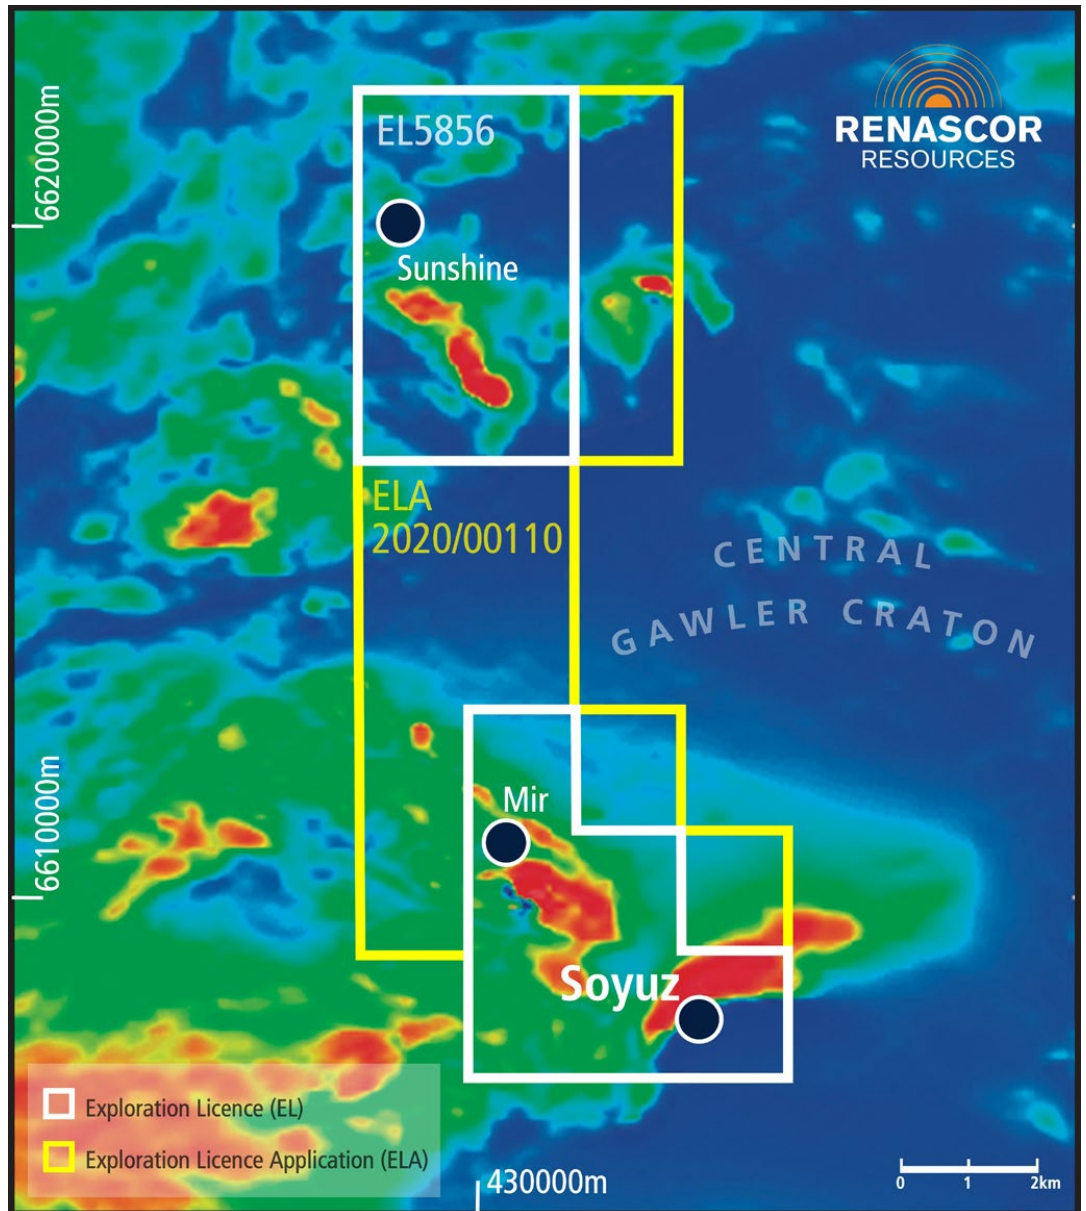 RENASCOR
RESOURCES
6620000m
EL5856
Sunshine
ELA
2020/00110
CENTRAL
GAWLER CRATON
6610000m
Mir
Soyuz
Exploration Licence (EL)
Exploration Licence Application (ELA)
430000m
0 1 2km